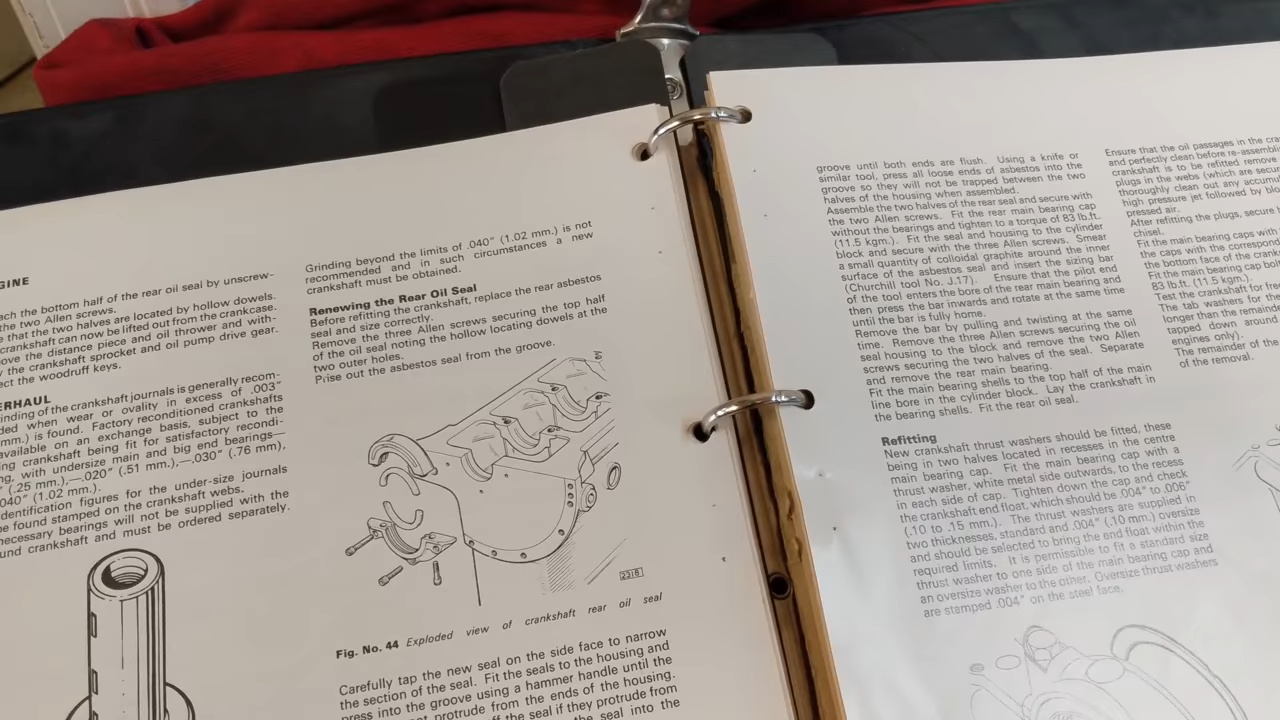 GINE
ach the bottom half of the rear oil seal by unscrew-
the two Allen screws.
e that the two halves are located by hollow dowels.
crankshaft can now be lifted out from the crankcase.
ove the distance piece and oil thrower and with-
y the crankshaft sprocket and oil pump drive gear.
ect the woodruff keys.
ERHAUL
inding of the crankshaft journals is generally recom-
ded when wear or ovality in excess of .003"
mm.) is found. Factory reconditioned crankshafts
available on an exchange basis, subject to the
ing crankshaft being fit for satisfactory recondi-
ng, with undersize main and big end bearings—
" (.25 mm.),—.020" (.51 mm.),—.030" (.76 mm),
040" (1.02 mm.).
dentification figures for the under-size journals
be found stamped on the crankshaft webs.
necessary bearings will not be supplied with the
und crankshaft and must be ordered separately.
Grinding beyond the limits of .040" (1.02 mm.) is not
recommended and in such circumstances a new
crankshaft must be obtained.
Renewing the Rear Oil Seal
Before refitting the crankshaft, replace the rear asbestos
seal and size correctly.
Remove the three Allen screws securing the top half
of the oil seal noting the hollow locating dowels at the
two outer holes.
Prise out the asbestos seal from the groove.
2216
Fig. No. 44 Exploded view of crankshaft rear oil seal
Carefully tap the new seal on the side face to narrow
the section of the seal. Fit the seals to the housing and
press into the groove using a hammer handle until the
protrude from the ends of the housing.
ff the seal if they protrude from
the seal into the
groove until both ends are flush. Using a knife or
similar tool, press all loose ends of asbestos into the
groove so they will not be trapped between the two
halves of the housing when assembled.
Assemble the two halves of the rear seal and secure with
the two Allen screws. Fit the rear main bearing cap
without the bearings and tighten to a torque of 83 lb.ft.
(11.5 kgm.). Fit the seal and housing to the cylinder
block and secure with the three Allen screws. Smear
a small quantity of colloidal graphite around the inner
surface of the asbestos seal and insert the sizing bar
(Churchill tool No. J.17). Ensure that the pilot end
of the tool enters the bore of the rear main bearing and
then press the bar inwards and rotate at the same time
until the bar is fully home.
Remove the bar by pulling and twisting at the same
time. Remove the three Allen screws securing the oil
seal housing to the block and remove the two Allen
screws securing the two halves of the seal. Separate
and remove the rear main bearing.
Fit the main bearing shells to the top half of the main
line bore in the cylinder block. Lay the crankshaft in
the bearing shells. Fit the rear oil seal.
Refitting
New crankshaft thrust washers should be fitted, these
being in two halves located in recesses in the centre
main bearing cap. Fit the main bearing cap with a
thrust washer, white metal side outwards, to the recess
in each side of cap. Tighten down the cap and check
the crankshaft end float, which should be .004" to .006"
(.10 to .15 mm.). The thrust washers are supplied in
two thicknesses, standard and .004" (.10 mm.) oversize
and should be selected to bring the end float within the
required limits. It is permissible to fit a standard size
thrust washer to one side of the main bearing cap and
an oversize washer to the other. Oversize thrust washers
are stamped .004" on the steel face.
Ensure that the oil passages in the cra
and perfectly clean before re-assembli
crankshaft is to be refitted remove
plugs in the webs (which are secur
thoroughly clean out any accumul
high pressure jet followed by blo
pressed air.
After refitting the plugs, secure
chisel.
Fit the main bearing caps with
the caps with the correspond
the bottom face of the crank
Fit the main bearing cap bolt
83 lb.ft. (11.5 kgm.).
Test the crankshaft for free
The tab washers for the
longer than the remainde
tapped down around
engines only).
The remainder of the
of the removal.